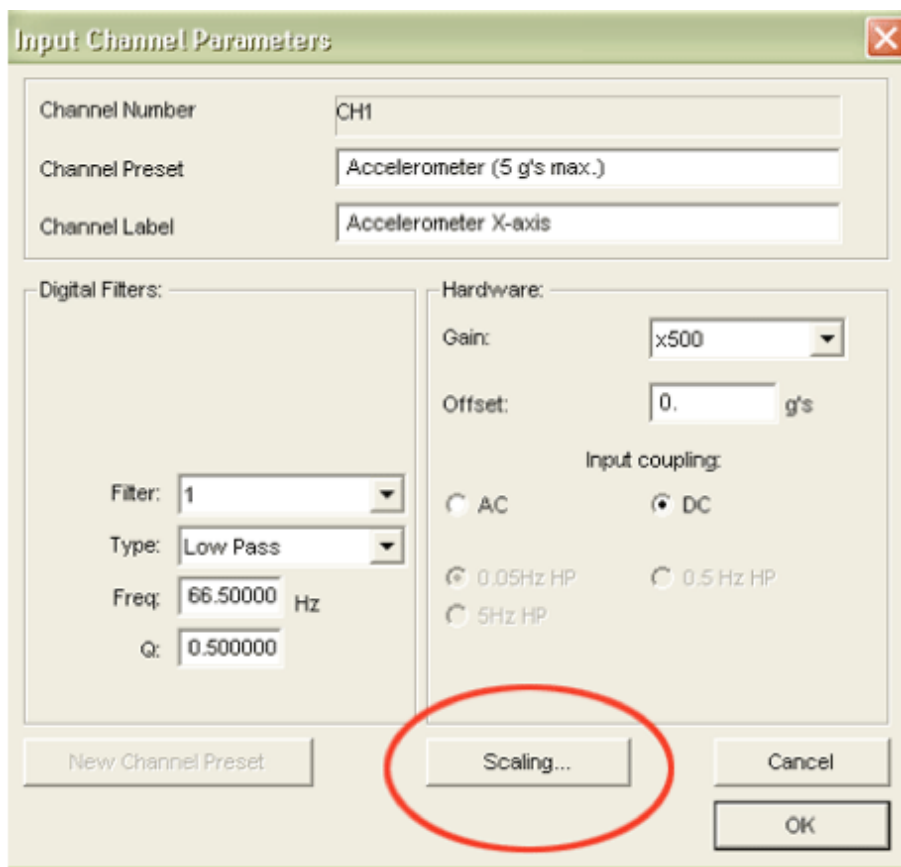 Input Channel Parameters
Channel Number CH1
Channel Preset Accelerometer (5 g's max.)
Channel Label Accelerometer X-axis
Digital Filters:
Filter: 1
Type: Low Pass
Freq: 66.50000 Hz
Q: 0.500000
Hardware:
Gain: x500
Offset: 0. g's
Input coupling:
AC DC
0.05Hz HP 0.5 Hz HP
5Hz HP
New Channel Preset Scaling... Cancel
OK